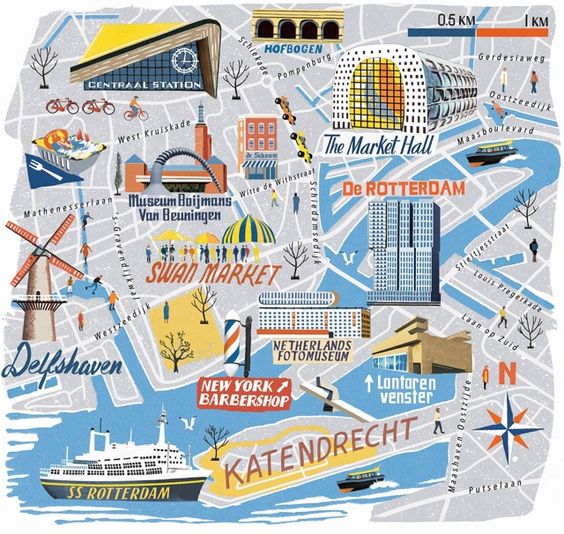 0.5 KM
1 KM
HOFBOGEN
Schiekade
Pompenburg
Gerdesiaweg
CENTRAAL STATION
Oostzeedijk
West Kruiskade
Maasboulevard
The Market Hall
de Schouw
Witte de Withstraat
De ROTTERDAM
Museum Boijmans
Van Beuningen
Mathenesserlaan
Schiedamsedijk
's-Gravendijkwal
SWAN MARKET
Stieltjesstraat
Louis Pregerkade
Westzeedijk
Laan op Zuid
NETHERLANDS
FOTOMUSEUM
Delfshaven
NEW YORK
BARBERSHOP
Lantaren
venster
N
KATENDRECHT
Maashaven Oostzijde
SS ROTTERDAM
Putselaan